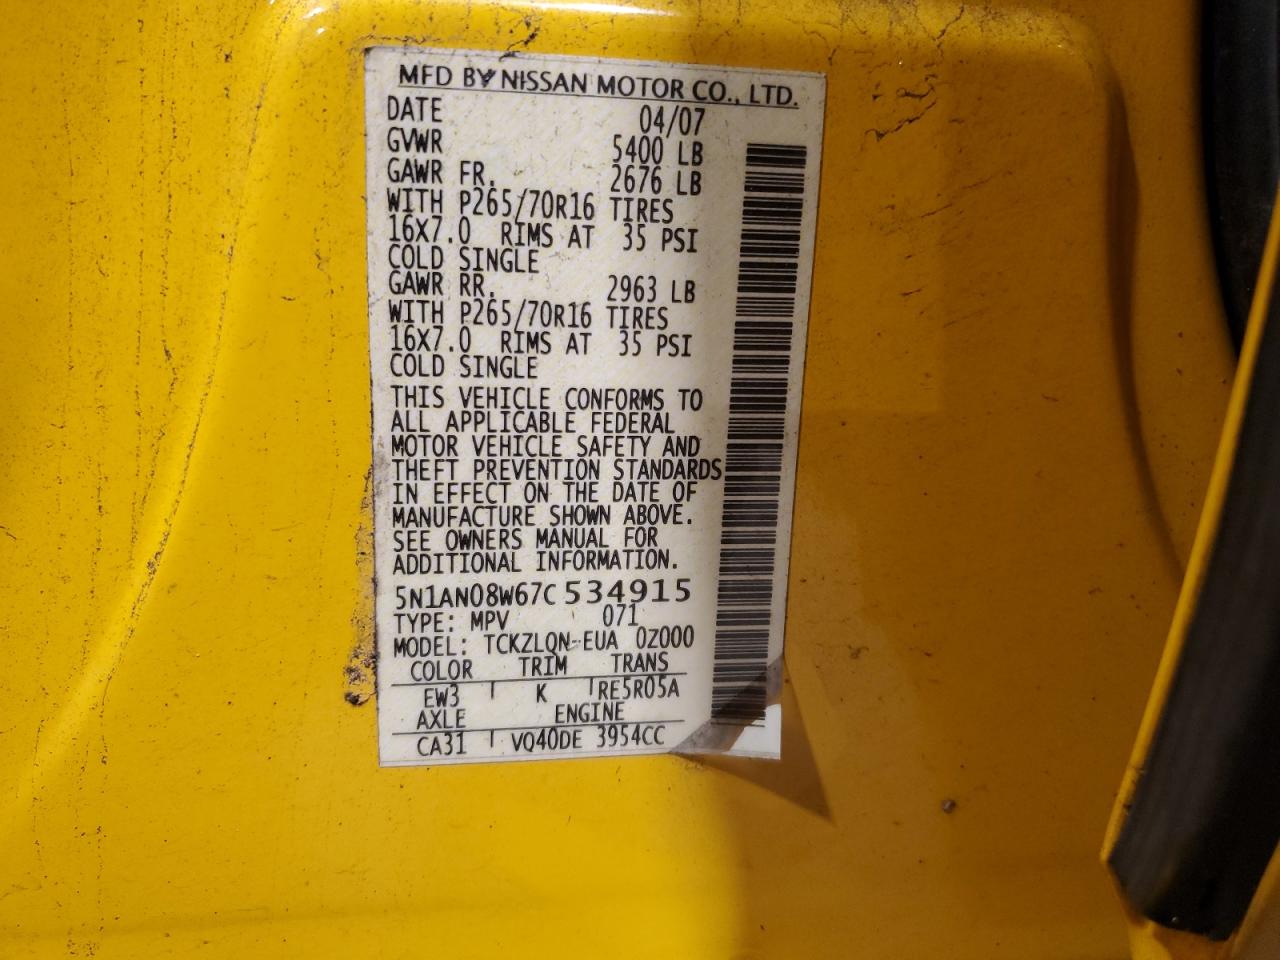 MFD BY NISSAN MOTOR CO., LTD.
DATE 04/07
GVWR 5400 LB
GAWR FR. 2676 LB
WITH P265/70R16 TIRES
16X7.0 RIMS AT 35 PSI
COLD SINGLE
GAWR RR. 2963 LB
WITH P265/70R16 TIRES
16X7.0 RIMS AT 35 PSI
COLD SINGLE
THIS VEHICLE CONFORMS TO
ALL APPLICABLE FEDERAL
MOTOR VEHICLE SAFETY AND
THEFT PREVENTION STANDARDS
IN EFFECT ON THE DATE OF
MANUFACTURE SHOWN ABOVE.
SEE OWNERS MANUAL FOR
ADDITIONAL INFORMATION.
5N1AN08W67C534915
TYPE: MPV 071
MODEL: TCKZLQN-EUA 0Z000
COLOR TRIM TRANS
EW3 K RE5R05A
AXLE ENGINE
CA31 VQ40DE 3954CC